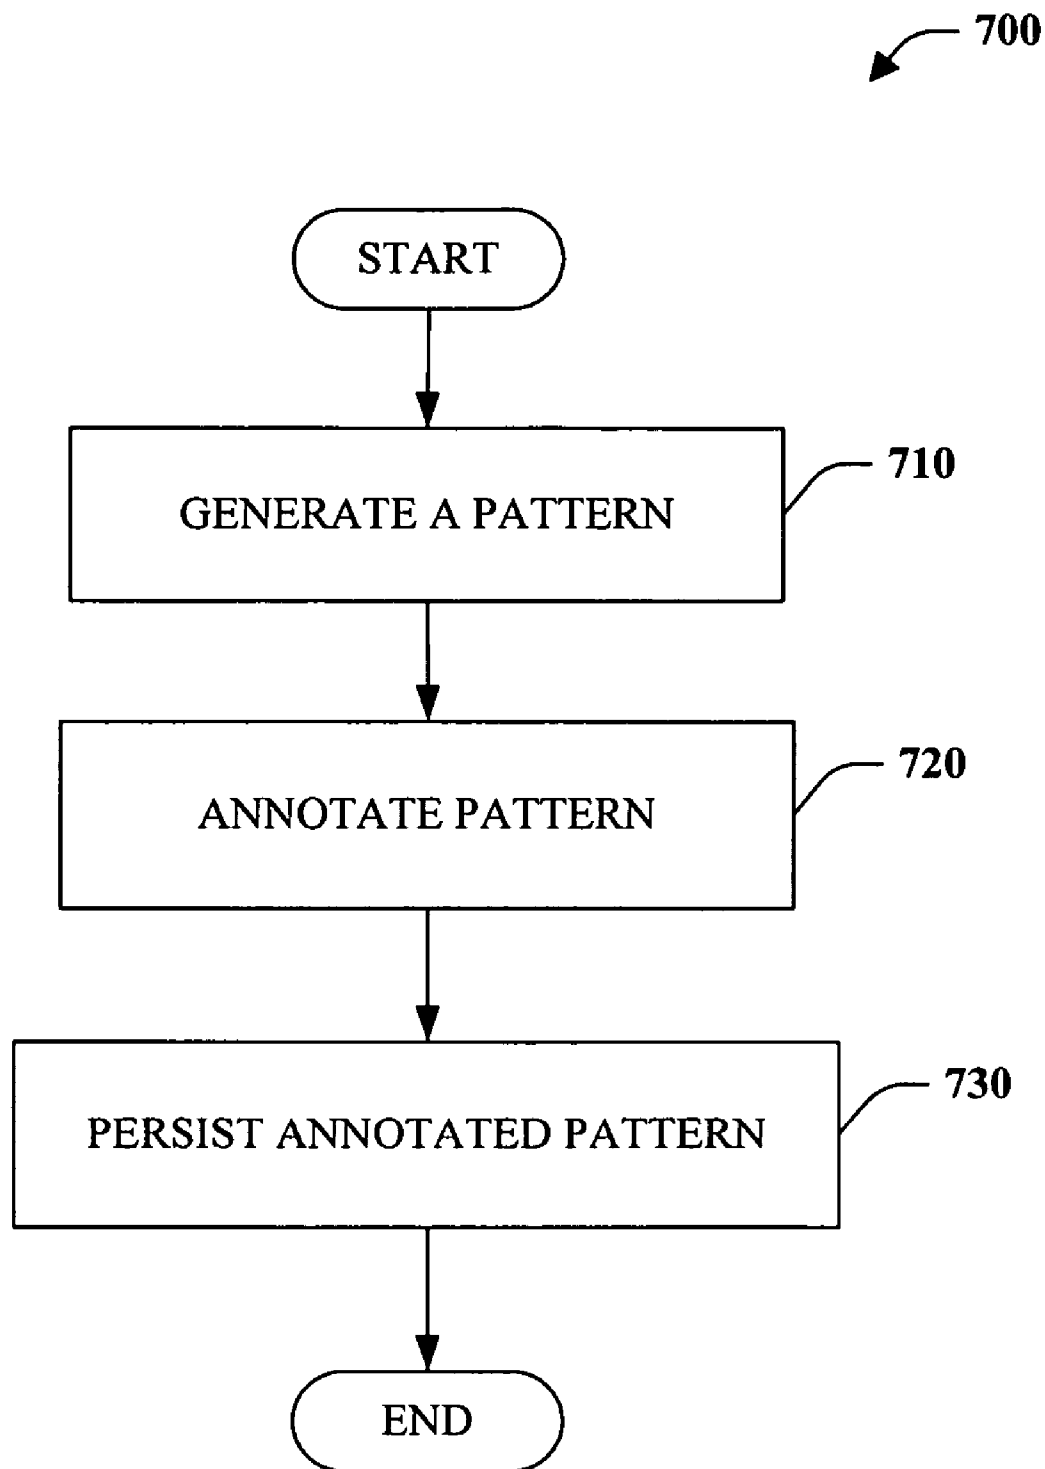 700
START
GENERATE A PATTERN
710
ANNOTATE PATTERN
720
PERSIST ANNOTATED PATTERN
730
END